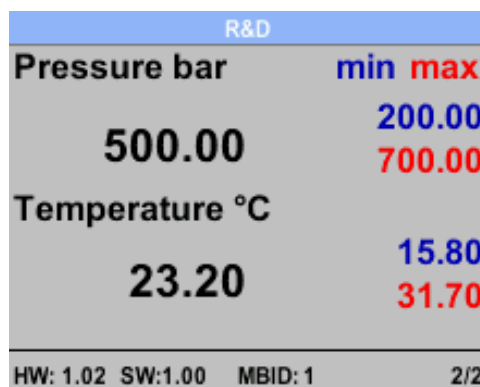 R&D
Pressure bar min max
200.00
500.00
700.00
Temperature °C
15.80
23.20
31.70
HW: 1.02 SW:1.00 MBID: 1 2/2